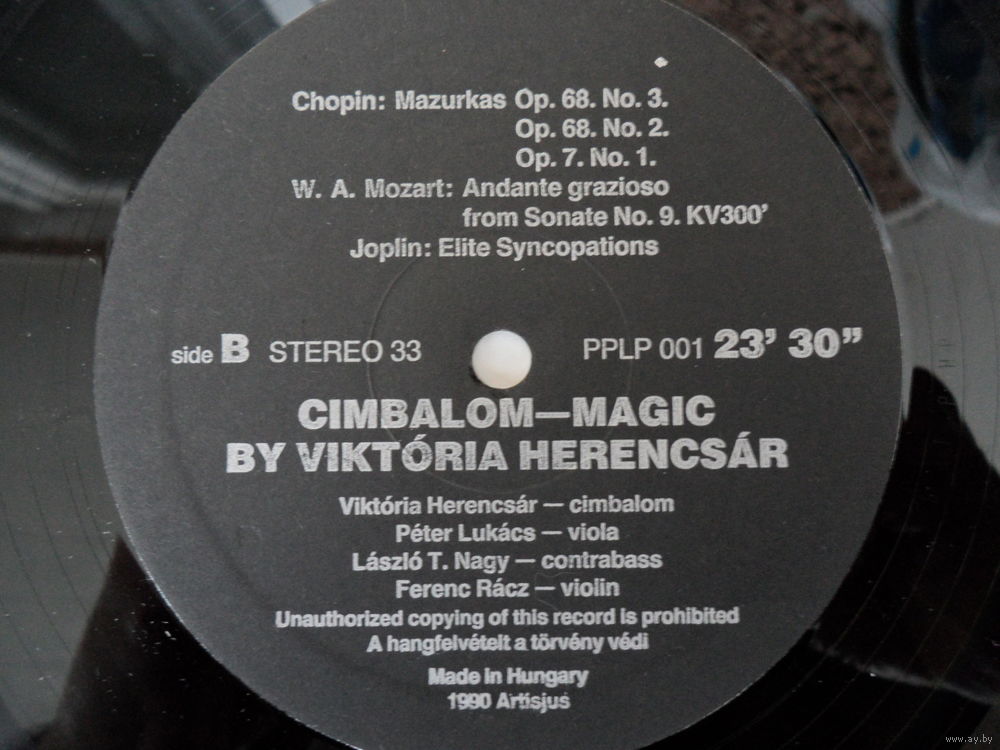 Chopin: Mazurkas Op. 68. No. 3.
Op. 68. No. 2.
Op. 7. No. 1.
W. A. Mozart: Andante grazioso
from Sonate No. 9. KV300'
Joplin: Elite Syncopations
side B STEREO 33 PPLP 001 23' 30”
CIMBALOM—MAGIC
BY VIKTÓRIA HERENCSÁR
Viktória Herencsár — cimbalom
Péter Lukács — viola
László T. Nagy — contrabass
Ferenc Rácz — violin
Unauthorized copying of this record is prohibited
A hangfelvételt a törvény védi
Made in Hungary
1990 Artisjus
www.ay.by